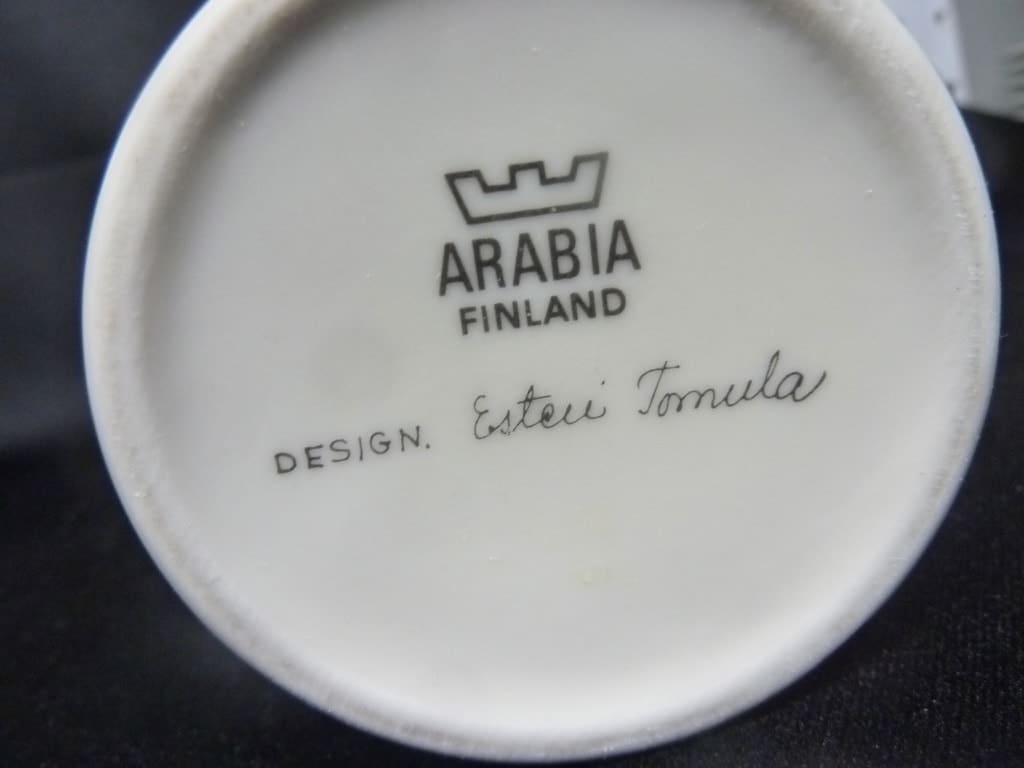 ARABIA
FINLAND
DESIGN. Esteri Tomula